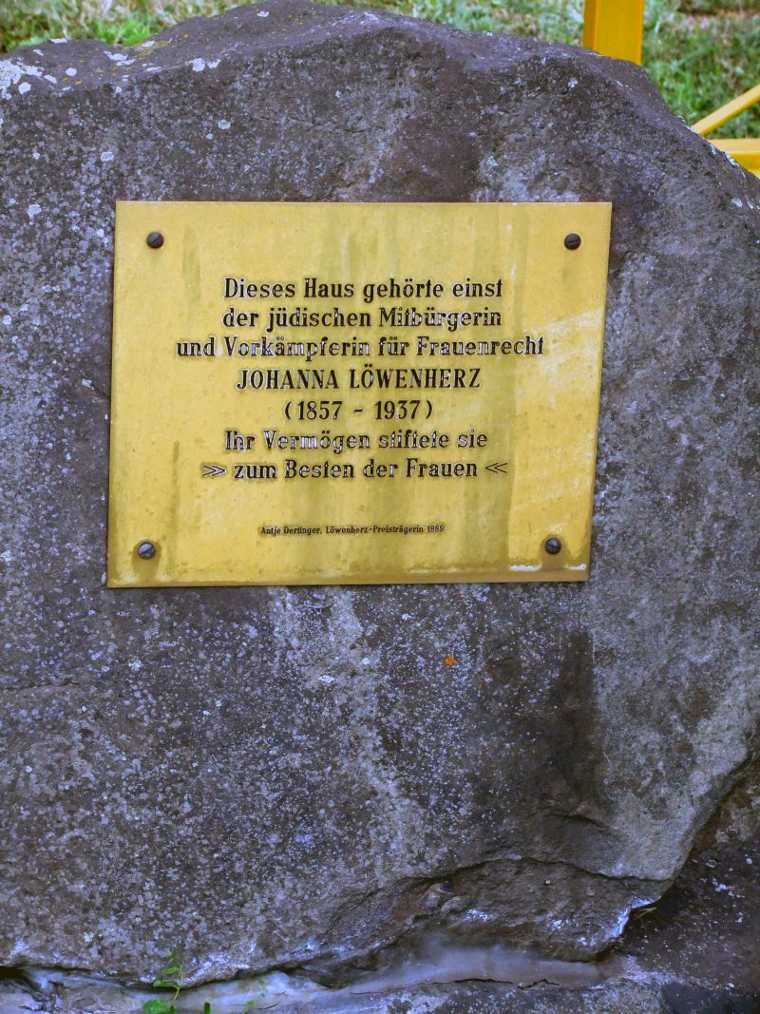 Dieses Haus gehörte einst
der jüdischen Mitbürgerin
und Vorkämpferin für Frauenrecht
JOHANNA LÖWENHERZ
(1857 - 1937)
Ihr Vermögen stiftete sie
» zum Besten der Frauen «
Antje Dertinger, Löwenherz-Preisträgerin 1989